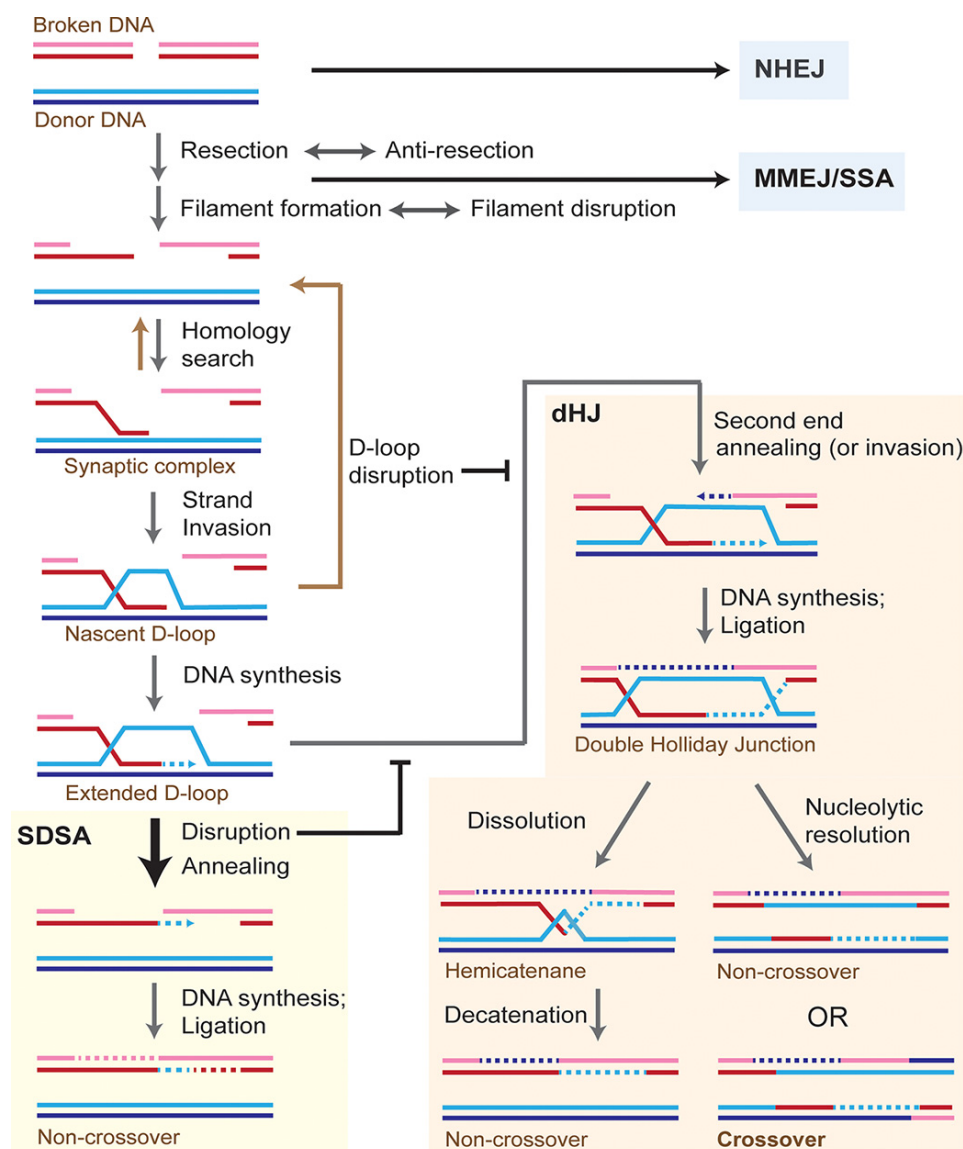 Broken DNA
NHEJ
Donor DNA
Resection
Anti-resection
MMEJ/SSA
Filament formation
Filament disruption
Homology
search
Synaptic complex
D-loop
disruption
Strand
Invasion
Nascent D-loop
DNA synthesis
Extended D-loop
dHJ
Second end
annealing (or invasion)
DNA synthesis;
Ligation
Double Holliday Junction
SDSA
Disruption
Annealing
DNA synthesis;
Ligation
Non-crossover
Dissolution
Nucleolytic
resolution
Hemicatenane
Non-crossover
Decatenation
OR
Non-crossover
Crossover